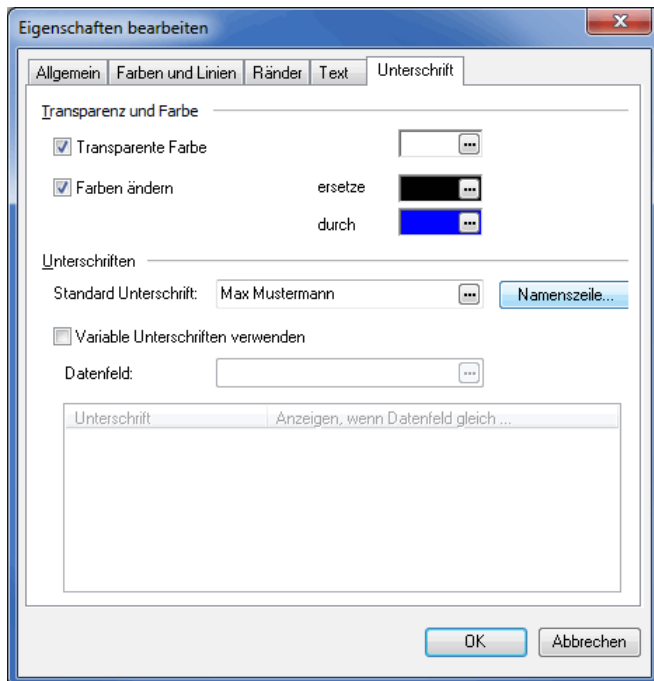 Eigenschaften bearbeiten
Allgemein Farben und Linien Ränder Text Unterschrift
Transparenz und Farbe
Transparente Farbe ...
Farben ändern ersetze ...
durch ...
Unterschriften
Standard Unterschrift: Max Mustermann ... Namenszeile...
Variable Unterschriften verwenden
Datenfeld: ...
Unterschrift Anzeigen, wenn Datenfeld gleich ...
OK Abbrechen